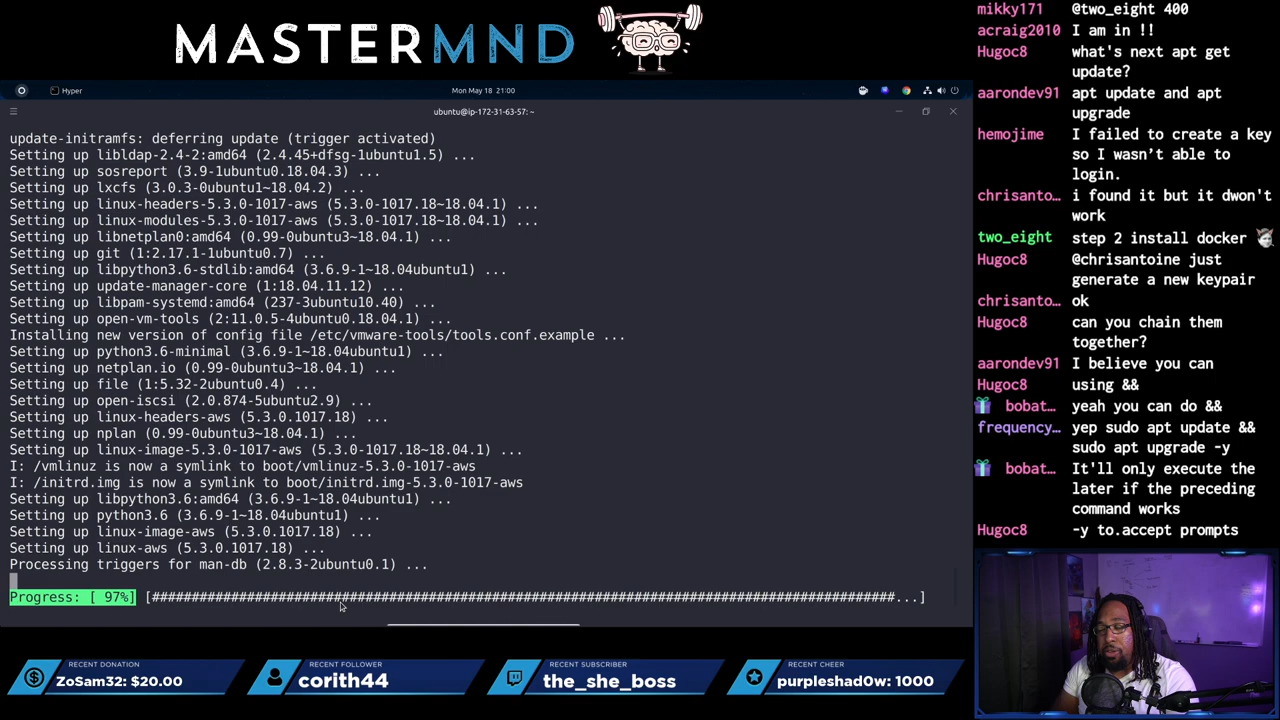 MASTERMND
Hyper
Mon May 18 21:00
ubuntu@ip-172-31-63-57: ~
update-initramfs: deferring update (trigger activated)
Setting up libldap-2.4-2:amd64 (2.4.45+dfsg-1ubuntu1.5) ...
Setting up sosreport (3.9-1ubuntu0.18.04.3) ...
Setting up lxcfs (3.0.3-0ubuntu1~18.04.2) ...
Setting up linux-headers-5.3.0-1017-aws (5.3.0-1017.18~18.04.1) ...
Setting up linux-modules-5.3.0-1017-aws (5.3.0-1017.18~18.04.1) ...
Setting up libnetplan0:amd64 (0.99-0ubuntu3~18.04.1) ...
Setting up git (1:2.17.1-1ubuntu0.7) ...
Setting up libpython3.6-stdlib:amd64 (3.6.9-1~18.04ubuntu1) ...
Setting up update-manager-core (1:18.04.11.12) ...
Setting up libpam-systemd:amd64 (237-3ubuntu10.40) ...
Setting up open-vm-tools (2:11.0.5-4ubuntu0.18.04.1) ...
Installing new version of config file /etc/vmware-tools/tools.conf.example ...
Setting up python3.6-minimal (3.6.9-1~18.04ubuntu1) ...
Setting up netplan.io (0.99-0ubuntu3~18.04.1) ...
Setting up file (1:5.32-2ubuntu0.4) ...
Setting up open-iscsi (2.0.874-5ubuntu2.9) ...
Setting up linux-headers-aws (5.3.0.1017.18) ...
Setting up nplan (0.99-0ubuntu3~18.04.1) ...
Setting up linux-image-5.3.0-1017-aws (5.3.0-1017.18~18.04.1) ...
I: /vmlinuz is now a symlink to boot/vmlinuz-5.3.0-1017-aws
I: /initrd.img is now a symlink to boot/initrd.img-5.3.0-1017-aws
Setting up libpython3.6:amd64 (3.6.9-1~18.04ubuntu1) ...
Setting up python3.6 (3.6.9-1~18.04ubuntu1) ...
Setting up linux-image-aws (5.3.0.1017.18) ...
Setting up linux-aws (5.3.0.1017.18) ...
Processing triggers for man-db (2.8.3-2ubuntu0.1) ...
Progress: [ 97%] [##############################################################################################...]
mikky171 @two_eight 400
acraig2010 I am in !!
Hugoc8 what's next apt get
update?
aarondev91 apt update and apt
upgrade
hemojime I failed to create a key
so I wasn't able to
login.
chrisanto... i found it but it dwon't
work
two_eight step 2 install docker
Hugoc8 @chrisantoine just
generate a new keypair
chrisanto... ok
Hugoc8 can you chain them
together?
aarondev91 I believe you can
Hugoc8 using &&
bobat... yeah you can do &&
frequency... yep sudo apt update &&
sudo apt upgrade -y
bobat... It'll only execute the
later if the preceding
command works
Hugoc8 -y to.accept prompts
RECENT DONATION
ZoSam32: $20.00
RECENT FOLLOWER
corith44
RECENT SUBSCRIBER
the_she_boss
RECENT CHEER
purpleshad0w: 1000